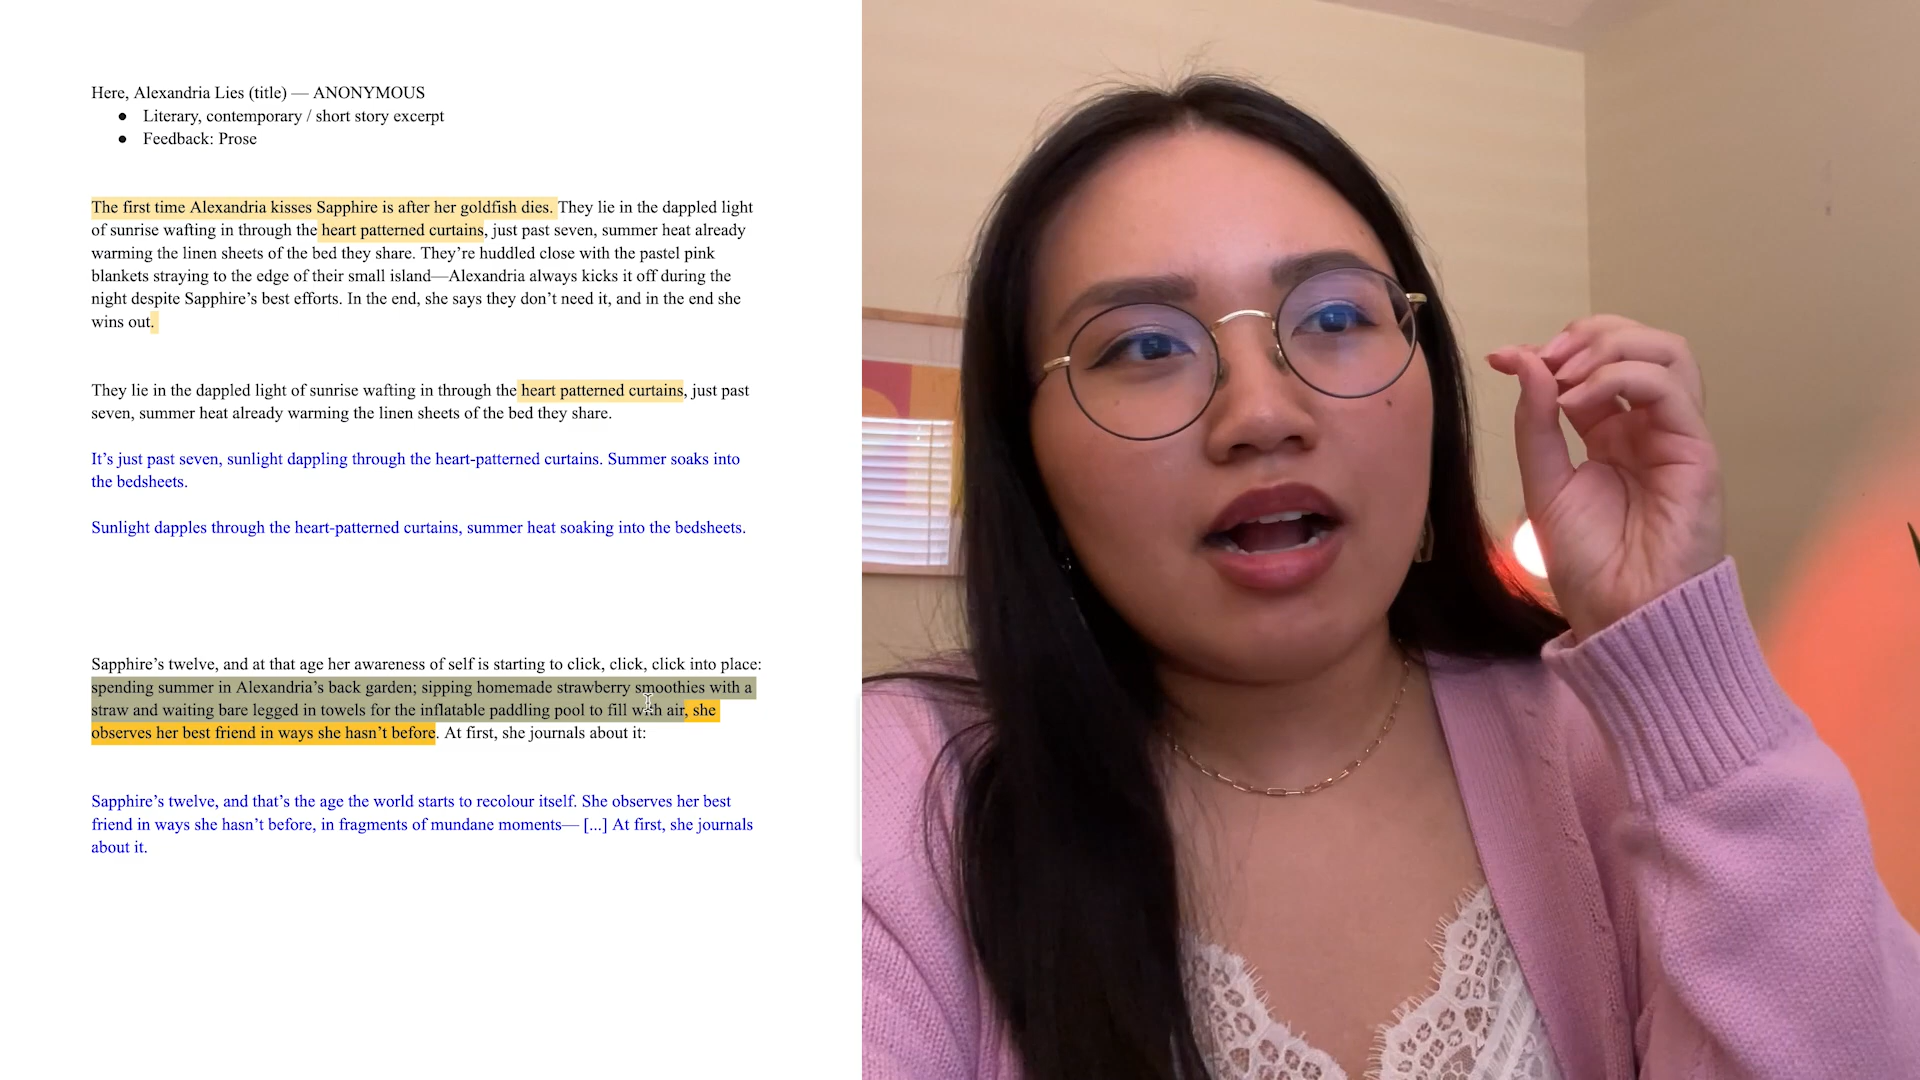 Here, Alexandria Lies (title) — ANONYMOUS
● Literary, contemporary / short story excerpt
● Feedback: Prose
The first time Alexandria kisses Sapphire is after her goldfish dies. They lie in the dappled light
of sunrise wafting in through the heart patterned curtains, just past seven, summer heat already
warming the linen sheets of the bed they share. They’re huddled close with the pastel pink
blankets straying to the edge of their small island—Alexandria always kicks it off during the
night despite Sapphire’s best efforts. In the end, she says they don’t need it, and in the end she
wins out.
They lie in the dappled light of sunrise wafting in through the heart patterned curtains, just past
seven, summer heat already warming the linen sheets of the bed they share.
It’s just past seven, sunlight dappling through the heart-patterned curtains. Summer soaks into
the bedsheets.
Sunlight dapples through the heart-patterned curtains, summer heat soaking into the bedsheets.
Sapphire’s twelve, and at that age her awareness of self is starting to click, click, click into place:
spending summer in Alexandria’s back garden; sipping homemade strawberry smoothies with a
straw and waiting bare legged in towels for the inflatable paddling pool to fill with air, she
observes her best friend in ways she hasn’t before. At first, she journals about it:
Sapphire’s twelve, and that’s the age the world starts to recolour itself. She observes her best
friend in ways she hasn’t before, in fragments of mundane moments— [...] At first, she journals
about it.